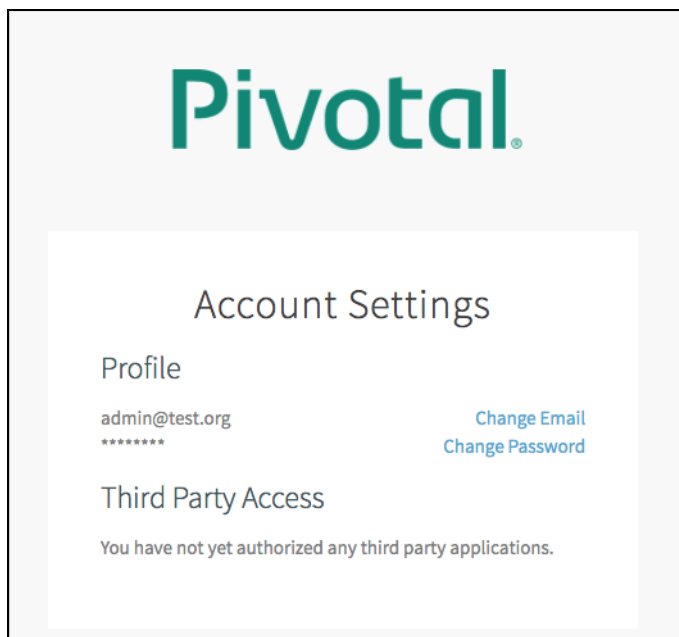 Pivotal®
Account Settings
Profile
admin@test.org Change Email
******** Change Password
Third Party Access
You have not yet authorized any third party applications.